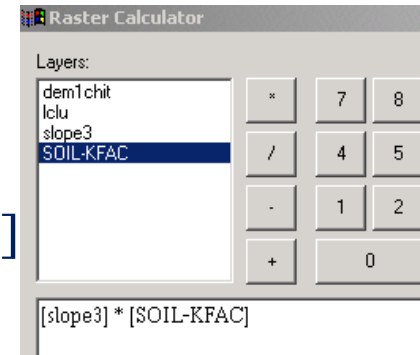 Raster Calculator
Layers:
dem1chit
lclu
slope3
SOIL-KFAC
* 7 8
/ 4 5
- 1 2
+ 0
]
[slope3] * [SOIL-KFAC]